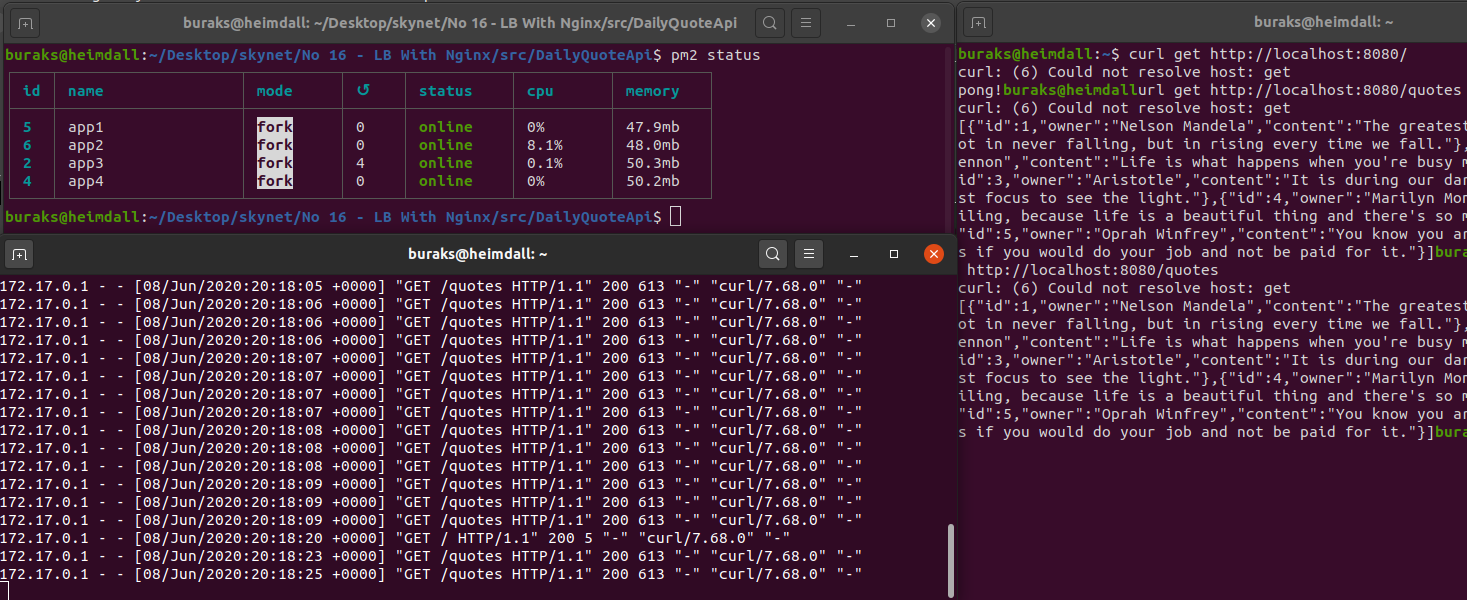 buraks@heimdall: ~/Desktop/skynet/No 16 - LB With Nginx/src/DailyQuoteApi
buraks@heimdall:~/Desktop/skynet/No 16 - LB With Nginx/src/DailyQuoteApi$ pm2 status
id name mode ↺ status cpu memory
5 app1 fork 0 online 0% 47.9mb
6 app2 fork 0 online 8.1% 48.0mb
2 app3 fork 4 online 0.1% 50.3mb
4 app4 fork 0 online 0% 50.2mb
buraks@heimdall:~/Desktop/skynet/No 16 - LB With Nginx/src/DailyQuoteApi$
buraks@heimdall: ~
172.17.0.1 - - [08/Jun/2020:20:18:05 +0000] "GET /quotes HTTP/1.1" 200 613 "-" "curl/7.68.0" "-"
172.17.0.1 - - [08/Jun/2020:20:18:06 +0000] "GET /quotes HTTP/1.1" 200 613 "-" "curl/7.68.0" "-"
172.17.0.1 - - [08/Jun/2020:20:18:06 +0000] "GET /quotes HTTP/1.1" 200 613 "-" "curl/7.68.0" "-"
172.17.0.1 - - [08/Jun/2020:20:18:06 +0000] "GET /quotes HTTP/1.1" 200 613 "-" "curl/7.68.0" "-"
172.17.0.1 - - [08/Jun/2020:20:18:07 +0000] "GET /quotes HTTP/1.1" 200 613 "-" "curl/7.68.0" "-"
172.17.0.1 - - [08/Jun/2020:20:18:07 +0000] "GET /quotes HTTP/1.1" 200 613 "-" "curl/7.68.0" "-"
172.17.0.1 - - [08/Jun/2020:20:18:07 +0000] "GET /quotes HTTP/1.1" 200 613 "-" "curl/7.68.0" "-"
172.17.0.1 - - [08/Jun/2020:20:18:07 +0000] "GET /quotes HTTP/1.1" 200 613 "-" "curl/7.68.0" "-"
172.17.0.1 - - [08/Jun/2020:20:18:08 +0000] "GET /quotes HTTP/1.1" 200 613 "-" "curl/7.68.0" "-"
172.17.0.1 - - [08/Jun/2020:20:18:08 +0000] "GET /quotes HTTP/1.1" 200 613 "-" "curl/7.68.0" "-"
172.17.0.1 - - [08/Jun/2020:20:18:08 +0000] "GET /quotes HTTP/1.1" 200 613 "-" "curl/7.68.0" "-"
172.17.0.1 - - [08/Jun/2020:20:18:09 +0000] "GET /quotes HTTP/1.1" 200 613 "-" "curl/7.68.0" "-"
172.17.0.1 - - [08/Jun/2020:20:18:09 +0000] "GET /quotes HTTP/1.1" 200 613 "-" "curl/7.68.0" "-"
172.17.0.1 - - [08/Jun/2020:20:18:09 +0000] "GET /quotes HTTP/1.1" 200 613 "-" "curl/7.68.0" "-"
172.17.0.1 - - [08/Jun/2020:20:18:20 +0000] "GET / HTTP/1.1" 200 5 "-" "curl/7.68.0" "-"
172.17.0.1 - - [08/Jun/2020:20:18:23 +0000] "GET /quotes HTTP/1.1" 200 613 "-" "curl/7.68.0" "-"
172.17.0.1 - - [08/Jun/2020:20:18:25 +0000] "GET /quotes HTTP/1.1" 200 613 "-" "curl/7.68.0" "-"
buraks@heimdall: ~
buraks@heimdall:~$ curl get http://localhost:8080/
curl: (6) Could not resolve host: get
pong!buraks@heimdallurl get http://localhost:8080/quotes
curl: (6) Could not resolve host: get
[{"id":1,"owner":"Nelson Mandela","content":"The greatest
ot in never falling, but in rising every time we fall."},
ennon","content":"Life is what happens when you're busy m
id":3,"owner":"Aristotle","content":"It is during our dar
st focus to see the light."},{"id":4,"owner":"Marilyn Mon
iling, because life is a beautiful thing and there's so m
"id":5,"owner":"Oprah Winfrey","content":"You know you ar
s if you would do your job and not be paid for it."}]bura
http://localhost:8080/quotes
curl: (6) Could not resolve host: get
[{"id":1,"owner":"Nelson Mandela","content":"The greatest
ot in never falling, but in rising every time we fall."},
ennon","content":"Life is what happens when you're busy m
id":3,"owner":"Aristotle","content":"It is during our dar
st focus to see the light."},{"id":4,"owner":"Marilyn Mon
iling, because life is a beautiful thing and there's so m
"id":5,"owner":"Oprah Winfrey","content":"You know you ar
s if you would do your job and not be paid for it."}]bura